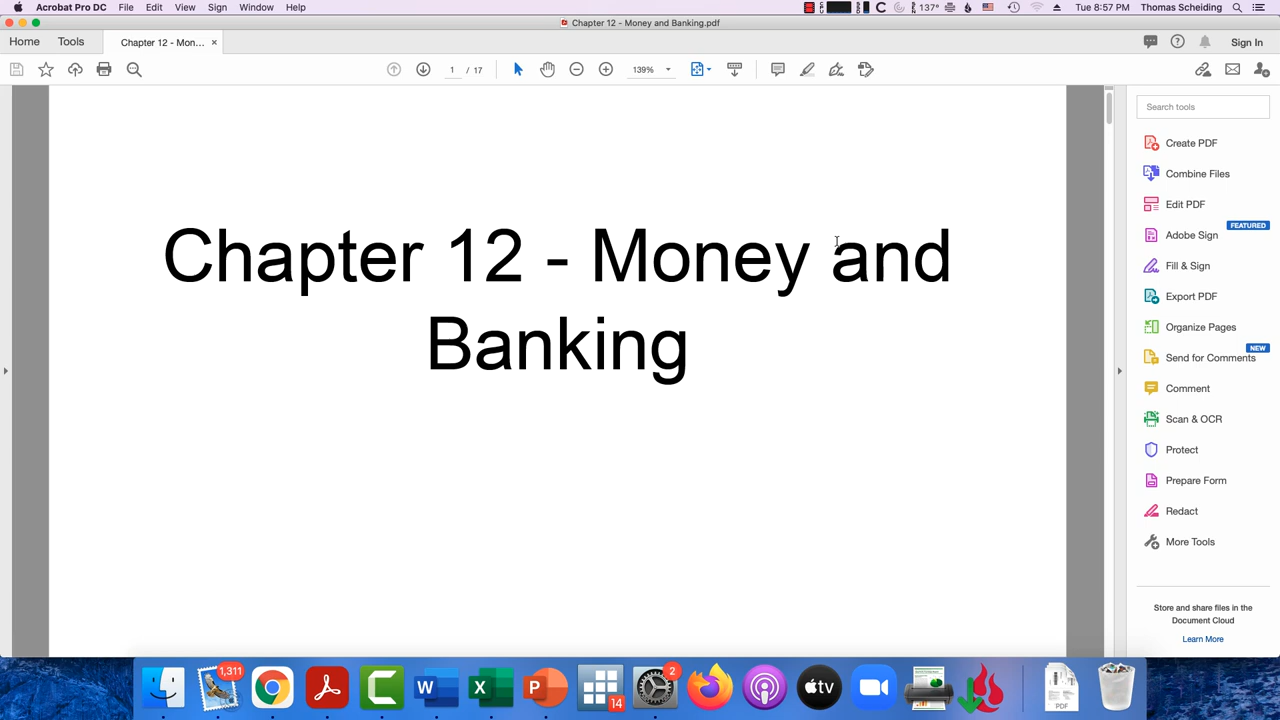 Acrobat Pro DC File Edit View Sign Window Help 137° Tue 8:57 PM Thomas Scheiding
Chapter 12 - Money and Banking.pdf
Home Tools Chapter 12 - Mon... × Sign In
1 / 17 139%
Search tools
Create PDF
Combine Files
Edit PDF
FEATURED
Adobe Sign
Fill & Sign
Export PDF
Organize Pages
NEW
Send for Comments
Comment
Scan & OCR
Protect
Prepare Form
Redact
More Tools
Store and share files in the
Document Cloud
Learn More
Chapter 12 - Money and
Banking
1,311
2
W X P 14 tv
PDF